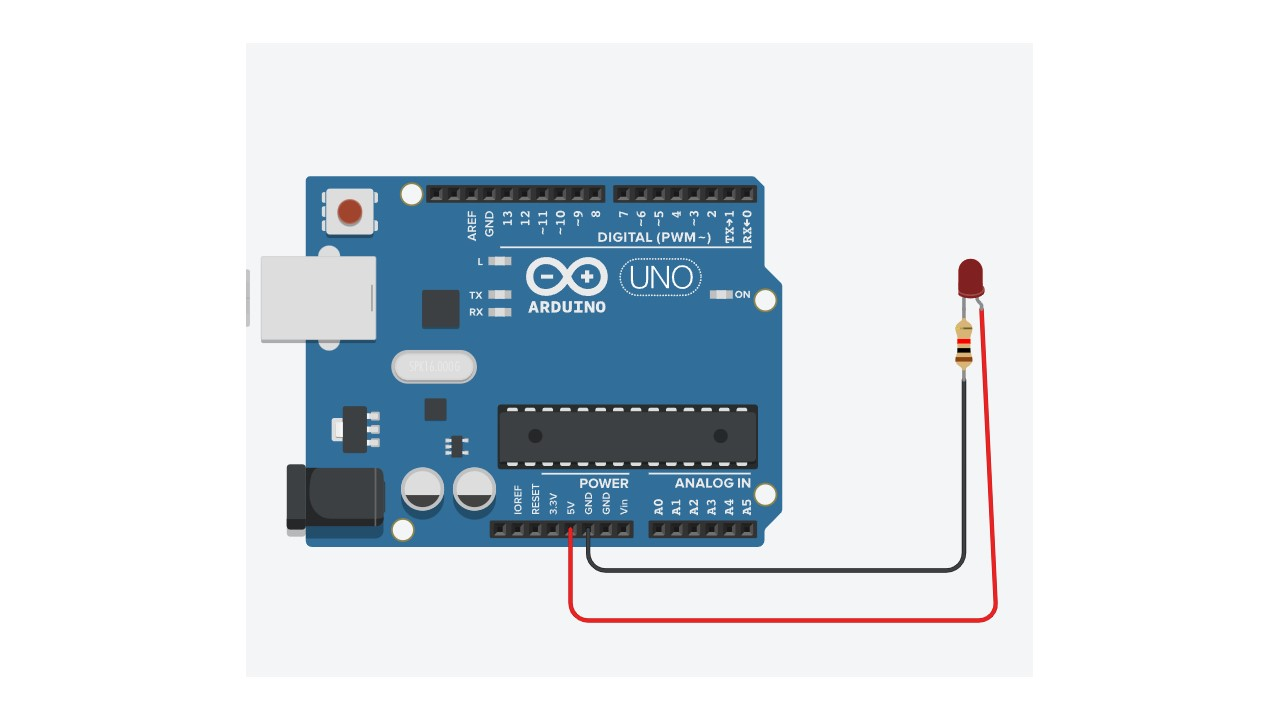 AREF GND 13 12 ~11 ~10 ~9 8 7 ~6 ~5 4 ~3 2 TX→1 RX←0
DIGITAL (PWM~)
L
TX
RX
UNO
ON
ARDUINO
POWER
ANALOG IN
IOREF RESET 3.3V 5V GND GND Vin A0 A1 A2 A3 A4 A5